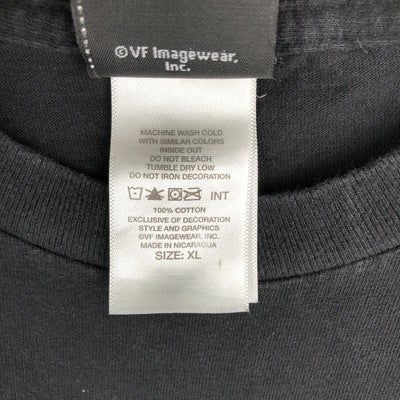 ©VF Imagewear,
Inc.
MACHINE WASH COLD
WITH SIMILAR COLORS
INSIDE OUT
DO NOT BLEACH
TUMBLE DRY LOW
DO NOT IRON DECORATION
INT
100% COTTON
EXCLUSIVE OF DECORATION
STYLE AND GRAPHICS
©VF IMAGEWEAR, INC.
MADE IN NICARAGUA
SIZE: XL